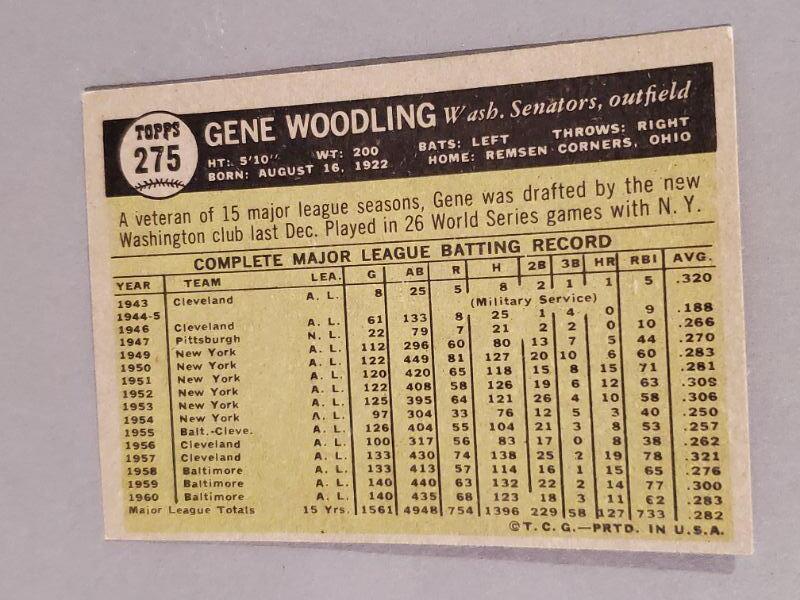 TOPPS
275
GENE WOODLING Wash. Senators, outfield
HT: 5'10" WT: 200 BATS: LEFT THROWS: RIGHT
BORN: AUGUST 16, 1922 HOME: REMSEN CORNERS, OHIO
A veteran of 15 major league seasons, Gene was drafted by the new
Washington club last Dec. Played in 26 World Series games with N. Y.
COMPLETE MAJOR LEAGUE BATTING RECORD
YEAR TEAM LEA. G AB R H 2B 3B HR RBI AVG.
1943 Cleveland A. L. 8 25 5 8 2 1 1 5 .320
1944-5 (Military Service)
1946 Cleveland A. L. 61 133 8 25 1 4 0 9 .188
1947 Pittsburgh N. L. 22 79 7 21 2 2 0 10 .266
1949 New York A. L. 112 296 60 80 13 7 5 44 .270
1950 New York A. L. 122 449 81 127 20 10 6 60 .283
1951 New York A. L. 120 420 65 118 15 8 15 71 .281
1952 New York A. L. 122 408 58 126 19 6 12 63 .309
1953 New York A. L. 125 395 64 121 26 4 10 58 .306
1954 New York A. L. 97 304 33 76 12 5 3 40 .250
1955 Balt.-Cleve. A. L. 126 404 55 104 21 3 8 53 .257
1956 Cleveland A. L. 100 317 56 83 17 0 8 38 .262
1957 Cleveland A. L. 133 430 74 138 25 2 19 78 .321
1958 Baltimore A. L. 133 413 57 114 16 1 15 65 .276
1959 Baltimore A. L. 140 440 63 132 22 2 14 77 .300
1960 Baltimore A. L. 140 435 68 123 18 3 11 62 .283
Major League Totals 15 Yrs. 1561 4948 754 1396 229 58 127 733 .282
©T. C. G.—PRTD. IN U.S.A.